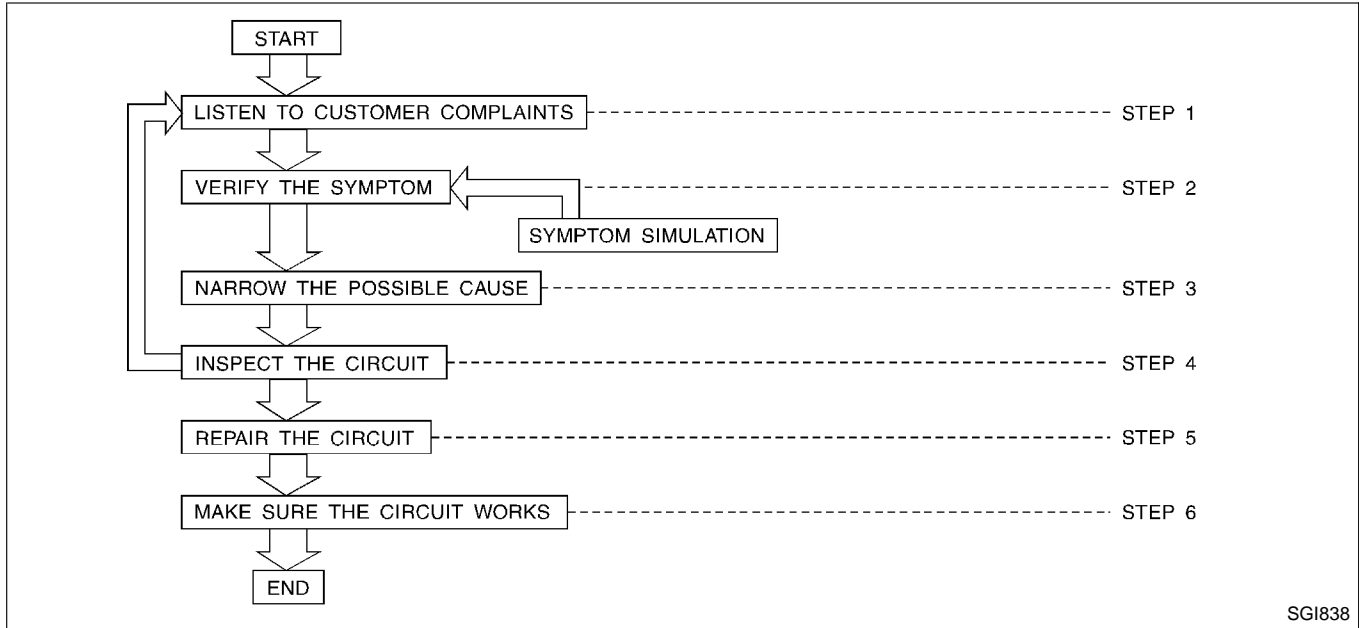 START
LISTEN TO CUSTOMER COMPLAINTS STEP 1
VERIFY THE SYMPTOM STEP 2
SYMPTOM SIMULATION
NARROW THE POSSIBLE CAUSE STEP 3
INSPECT THE CIRCUIT STEP 4
REPAIR THE CIRCUIT STEP 5
MAKE SURE THE CIRCUIT WORKS STEP 6
END
SGI838